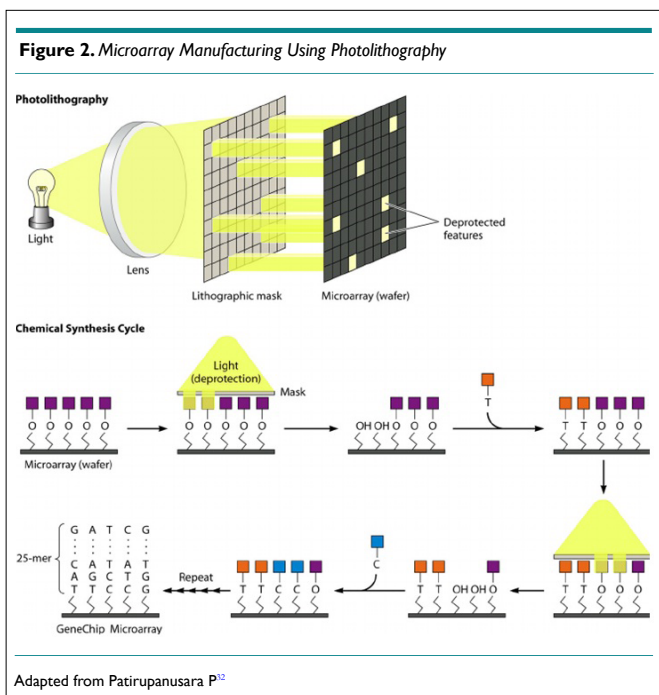 Figure 2. Microarray Manufacturing Using Photolithography
Photolithography
Light
Lens
Lithographic mask
Microarray (wafer)
Deprotected
features
Chemical Synthesis Cycle
Light
(deprotection)
Mask
O O O O O
Microarray (wafer)
O O O O O
OH OH O O O
T
T T O O O
T T O O O
T T OH OH O
C
T T C C O
Repeat
25-mer
G A T C G
C A T A T
A G C T G
T T C C G
GeneChip Microarray
Adapted from Patirupanusara P32